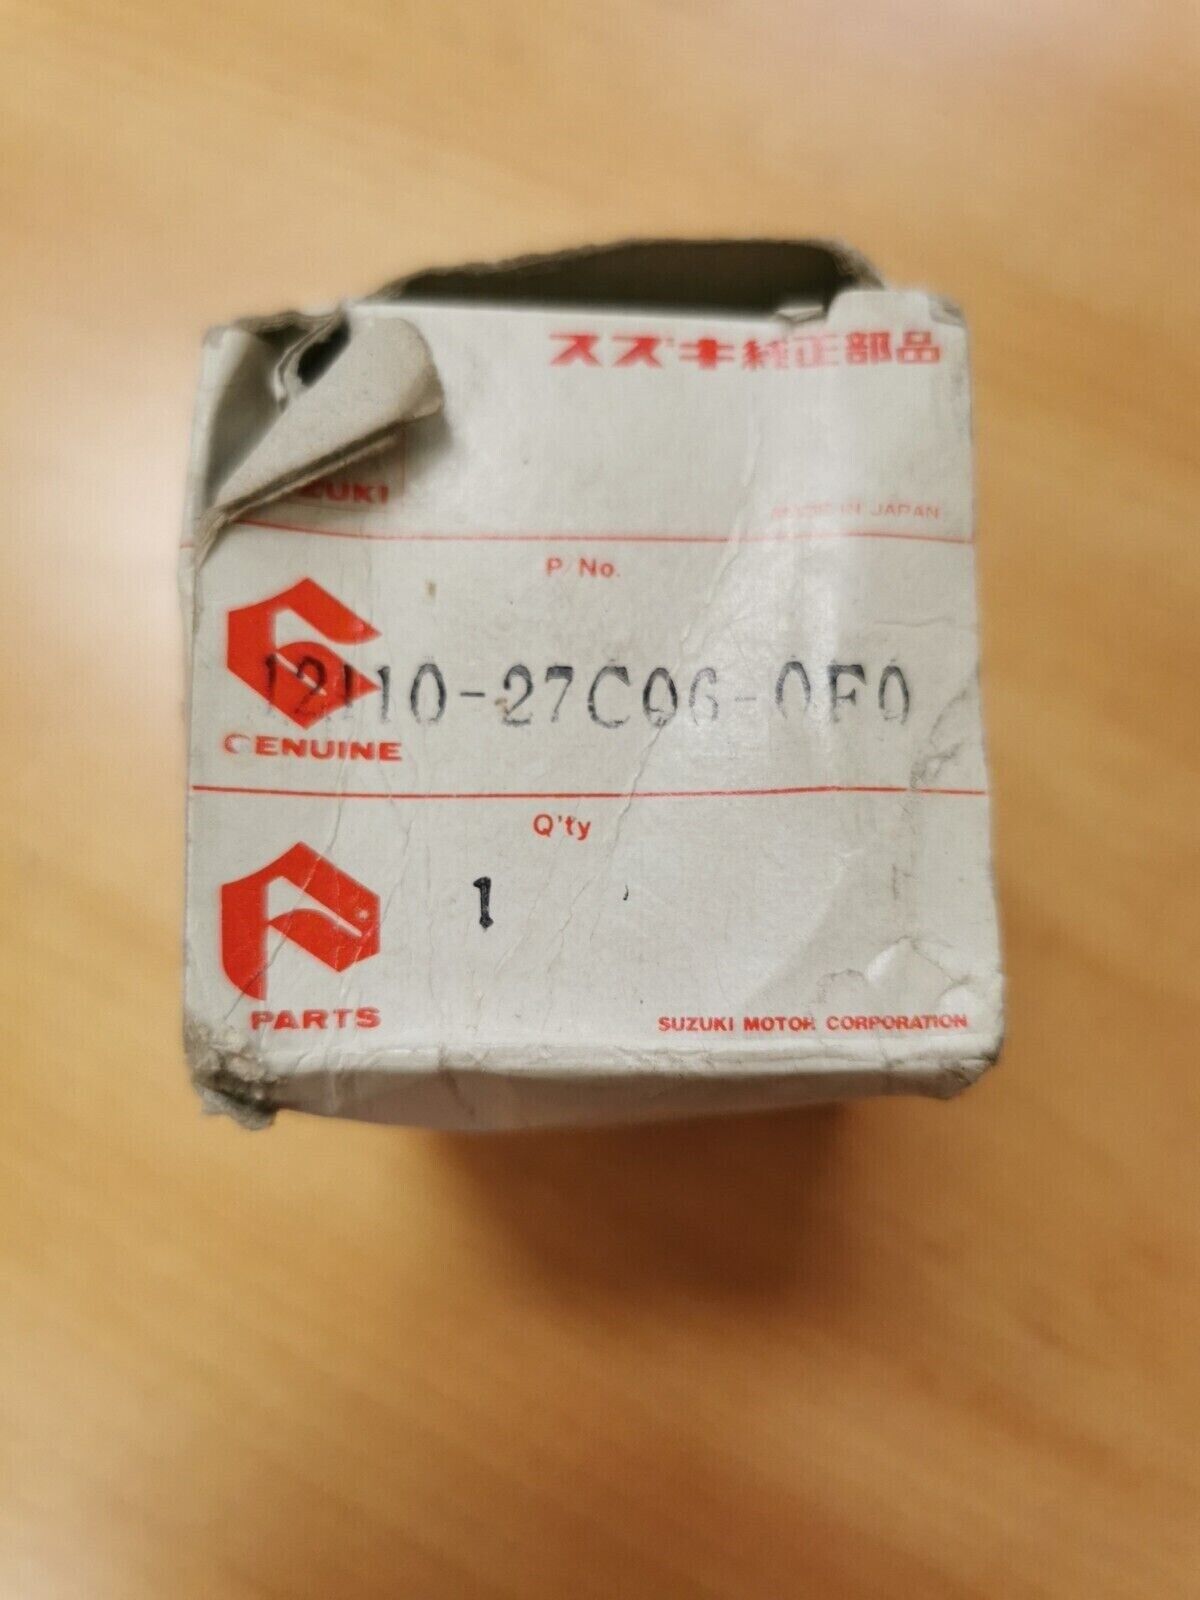 スズキ純正部品
SUZUKI
MADE IN JAPAN
P/No.
12110-27C06-0F0
GENUINE
Q'ty
1
PARTS
SUZUKI MOTOR CORPORATION